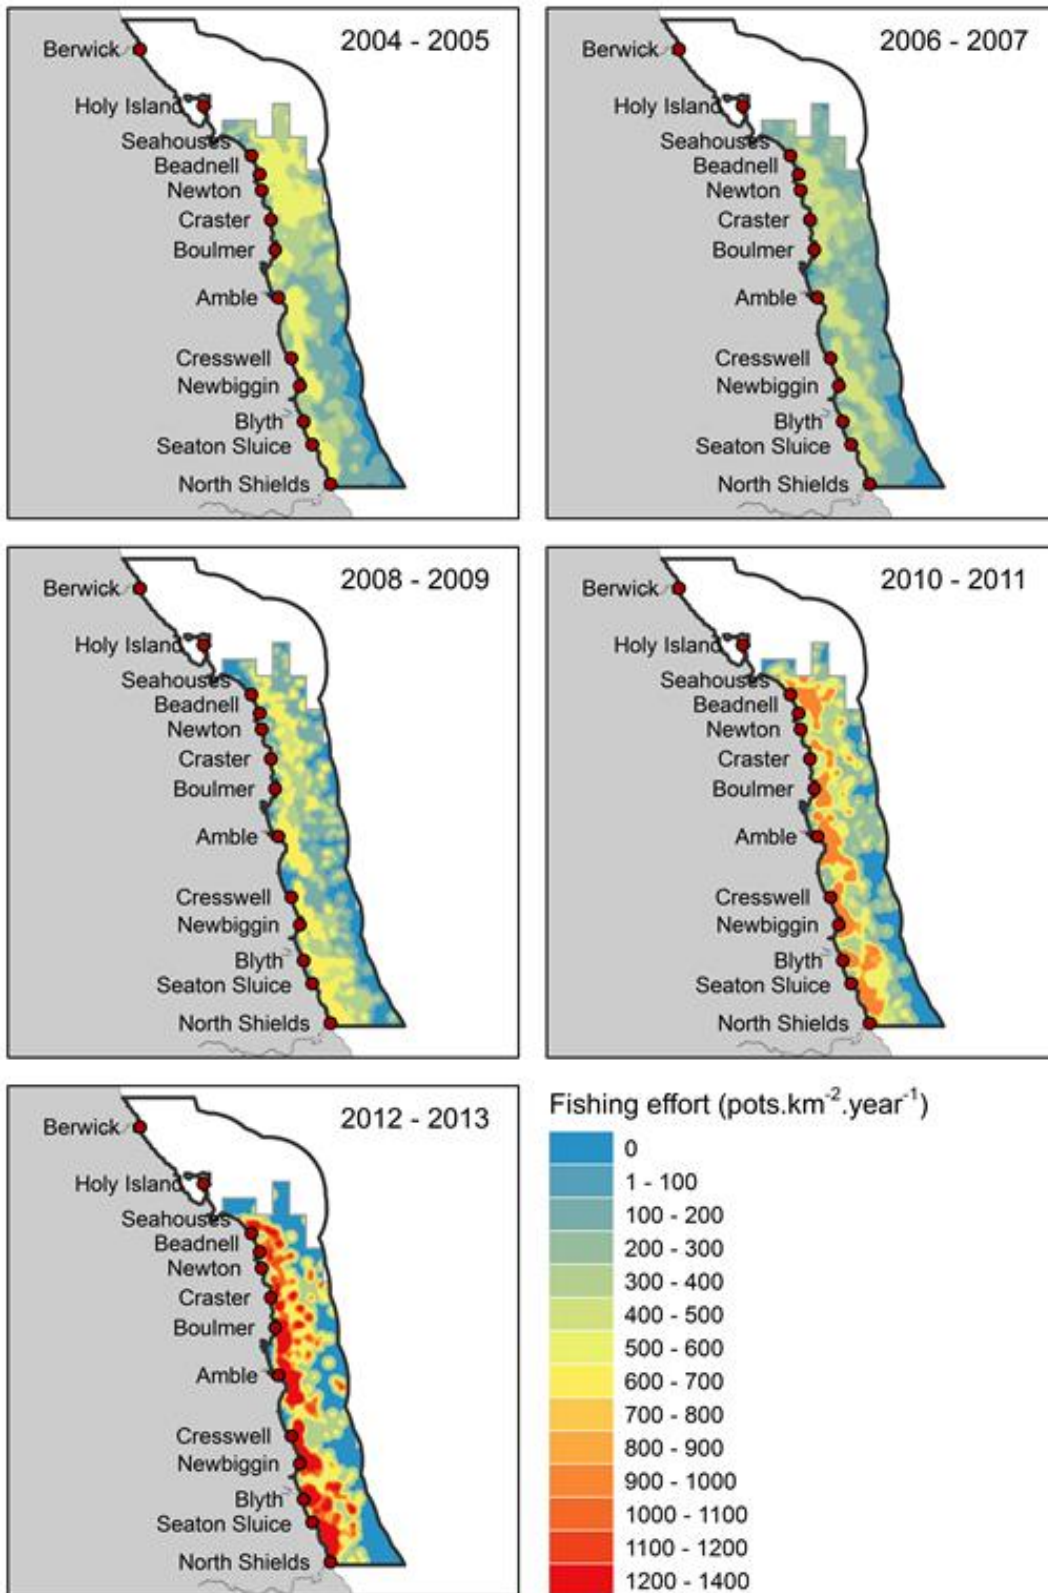 2004 - 2005
Berwick
Holy Island
Seahouses
Beadnell
Newton
Craster
Boulmer
Amble
Cresswell
Newbiggin
Blyth
Seaton Sluice
North Shields
2006 - 2007
Berwick
Holy Island
Seahouses
Beadnell
Newton
Craster
Boulmer
Amble
Cresswell
Newbiggin
Blyth
Seaton Sluice
North Shields
2008 - 2009
Berwick
Holy Island
Seahouses
Beadnell
Newton
Craster
Boulmer
Amble
Cresswell
Newbiggin
Blyth
Seaton Sluice
North Shields
2010 - 2011
Berwick
Holy Island
Seahouses
Beadnell
Newton
Craster
Boulmer
Amble
Cresswell
Newbiggin
Blyth
Seaton Sluice
North Shields
2012 - 2013
Berwick
Holy Island
Seahouses
Beadnell
Newton
Craster
Boulmer
Amble
Cresswell
Newbiggin
Blyth
Seaton Sluice
North Shields
Fishing effort (pots.km⁻².year⁻¹)
0
1 - 100
100 - 200
200 - 300
300 - 400
400 - 500
500 - 600
600 - 700
700 - 800
800 - 900
900 - 1000
1000 - 1100
1100 - 1200
1200 - 1400